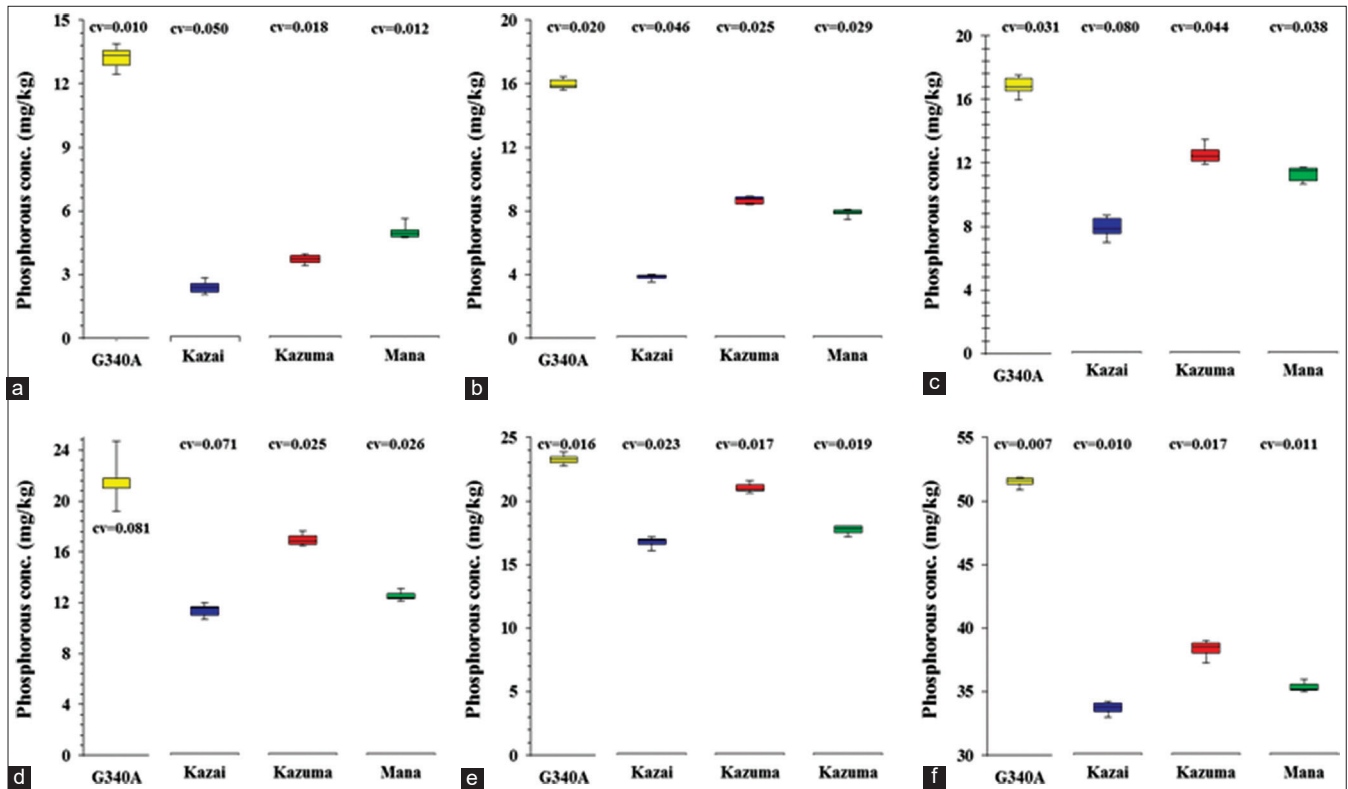 cv=0.010 cv=0.050 cv=0.018 cv=0.012
Phosphorous conc. (mg/kg)
15
12
9
6
3
0
G340A Kazai Kazuma Mana
a
cv=0.020 cv=0.046 cv=0.025 cv=0.029
Phosphorous conc. (mg/kg)
20
16
12
8
4
0
G340A Kazai Kazuma Mana
b
cv=0.031 cv=0.080 cv=0.044 cv=0.038
Phosphorous conc. (mg/kg)
20
16
12
8
4
0
G340A Kazai Kazuma Mana
c
cv=0.071 cv=0.025 cv=0.026
cv=0.081
Phosphorous conc. (mg/kg)
24
20
16
12
8
4
0
G340A Kazai Kazuma Mana
d
cv=0.016 cv=0.023 cv=0.017 cv=0.019
Phosphorous conc. (mg/kg)
25
20
15
10
5
0
G340A Kazai Kazuma Kazuma
e
cv=0.007 cv=0.010 cv=0.017 cv=0.011
Phosphorous conc. (mg/kg)
55
50
45
40
35
30
G340A Kazai Kazuma Mana
f